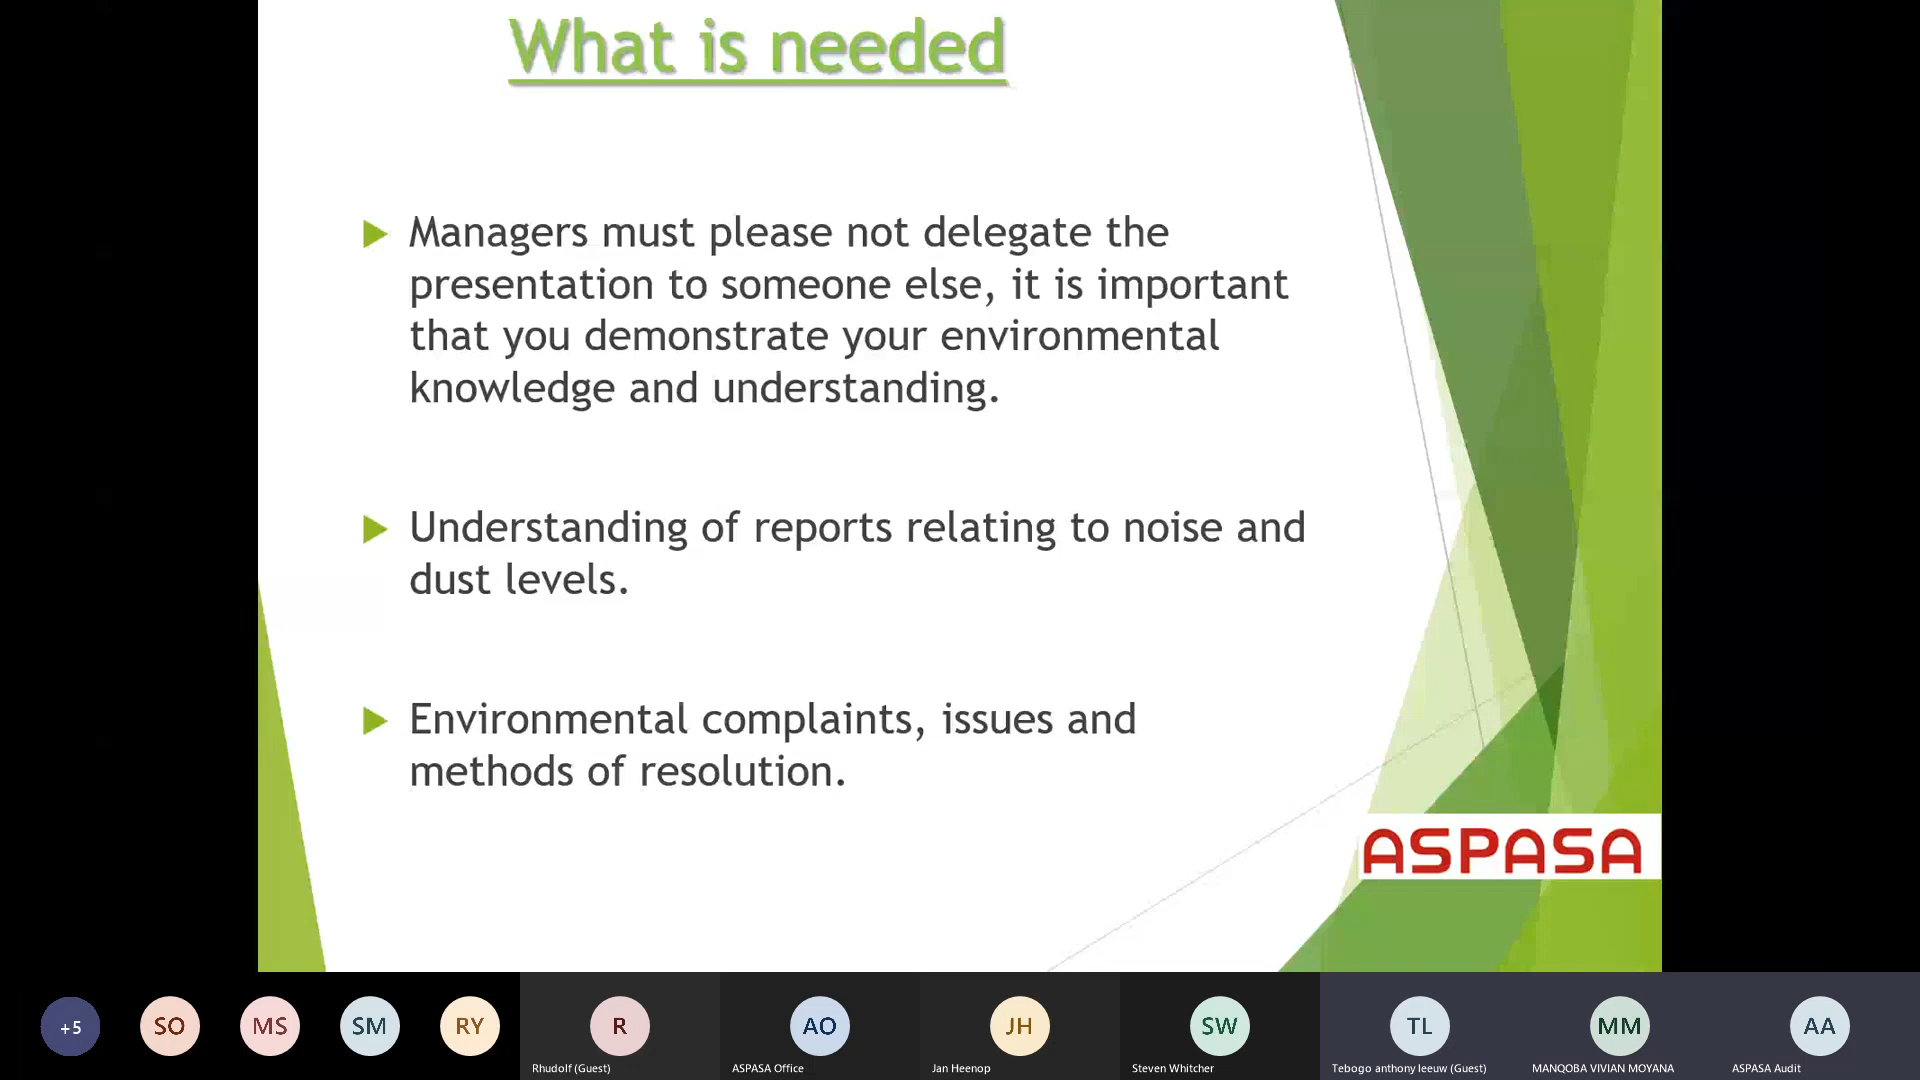 What is needed
Managers must please not delegate the
presentation to someone else, it is important
that you demonstrate your environmental
knowledge and understanding.
Understanding of reports relating to noise and
dust levels.
Environmental complaints, issues and
methods of resolution.
ASPASA
+5
SO
MS
SM
RY
R
AO
JH
SW
TL
MM
AA
Rhudolf (Guest)
ASPASA Office
Jan Heenop
Steven Whitcher
Tebogo anthony leeuw (Guest)
MANQOBA VIVIAN MOYANA
ASPASA Audit